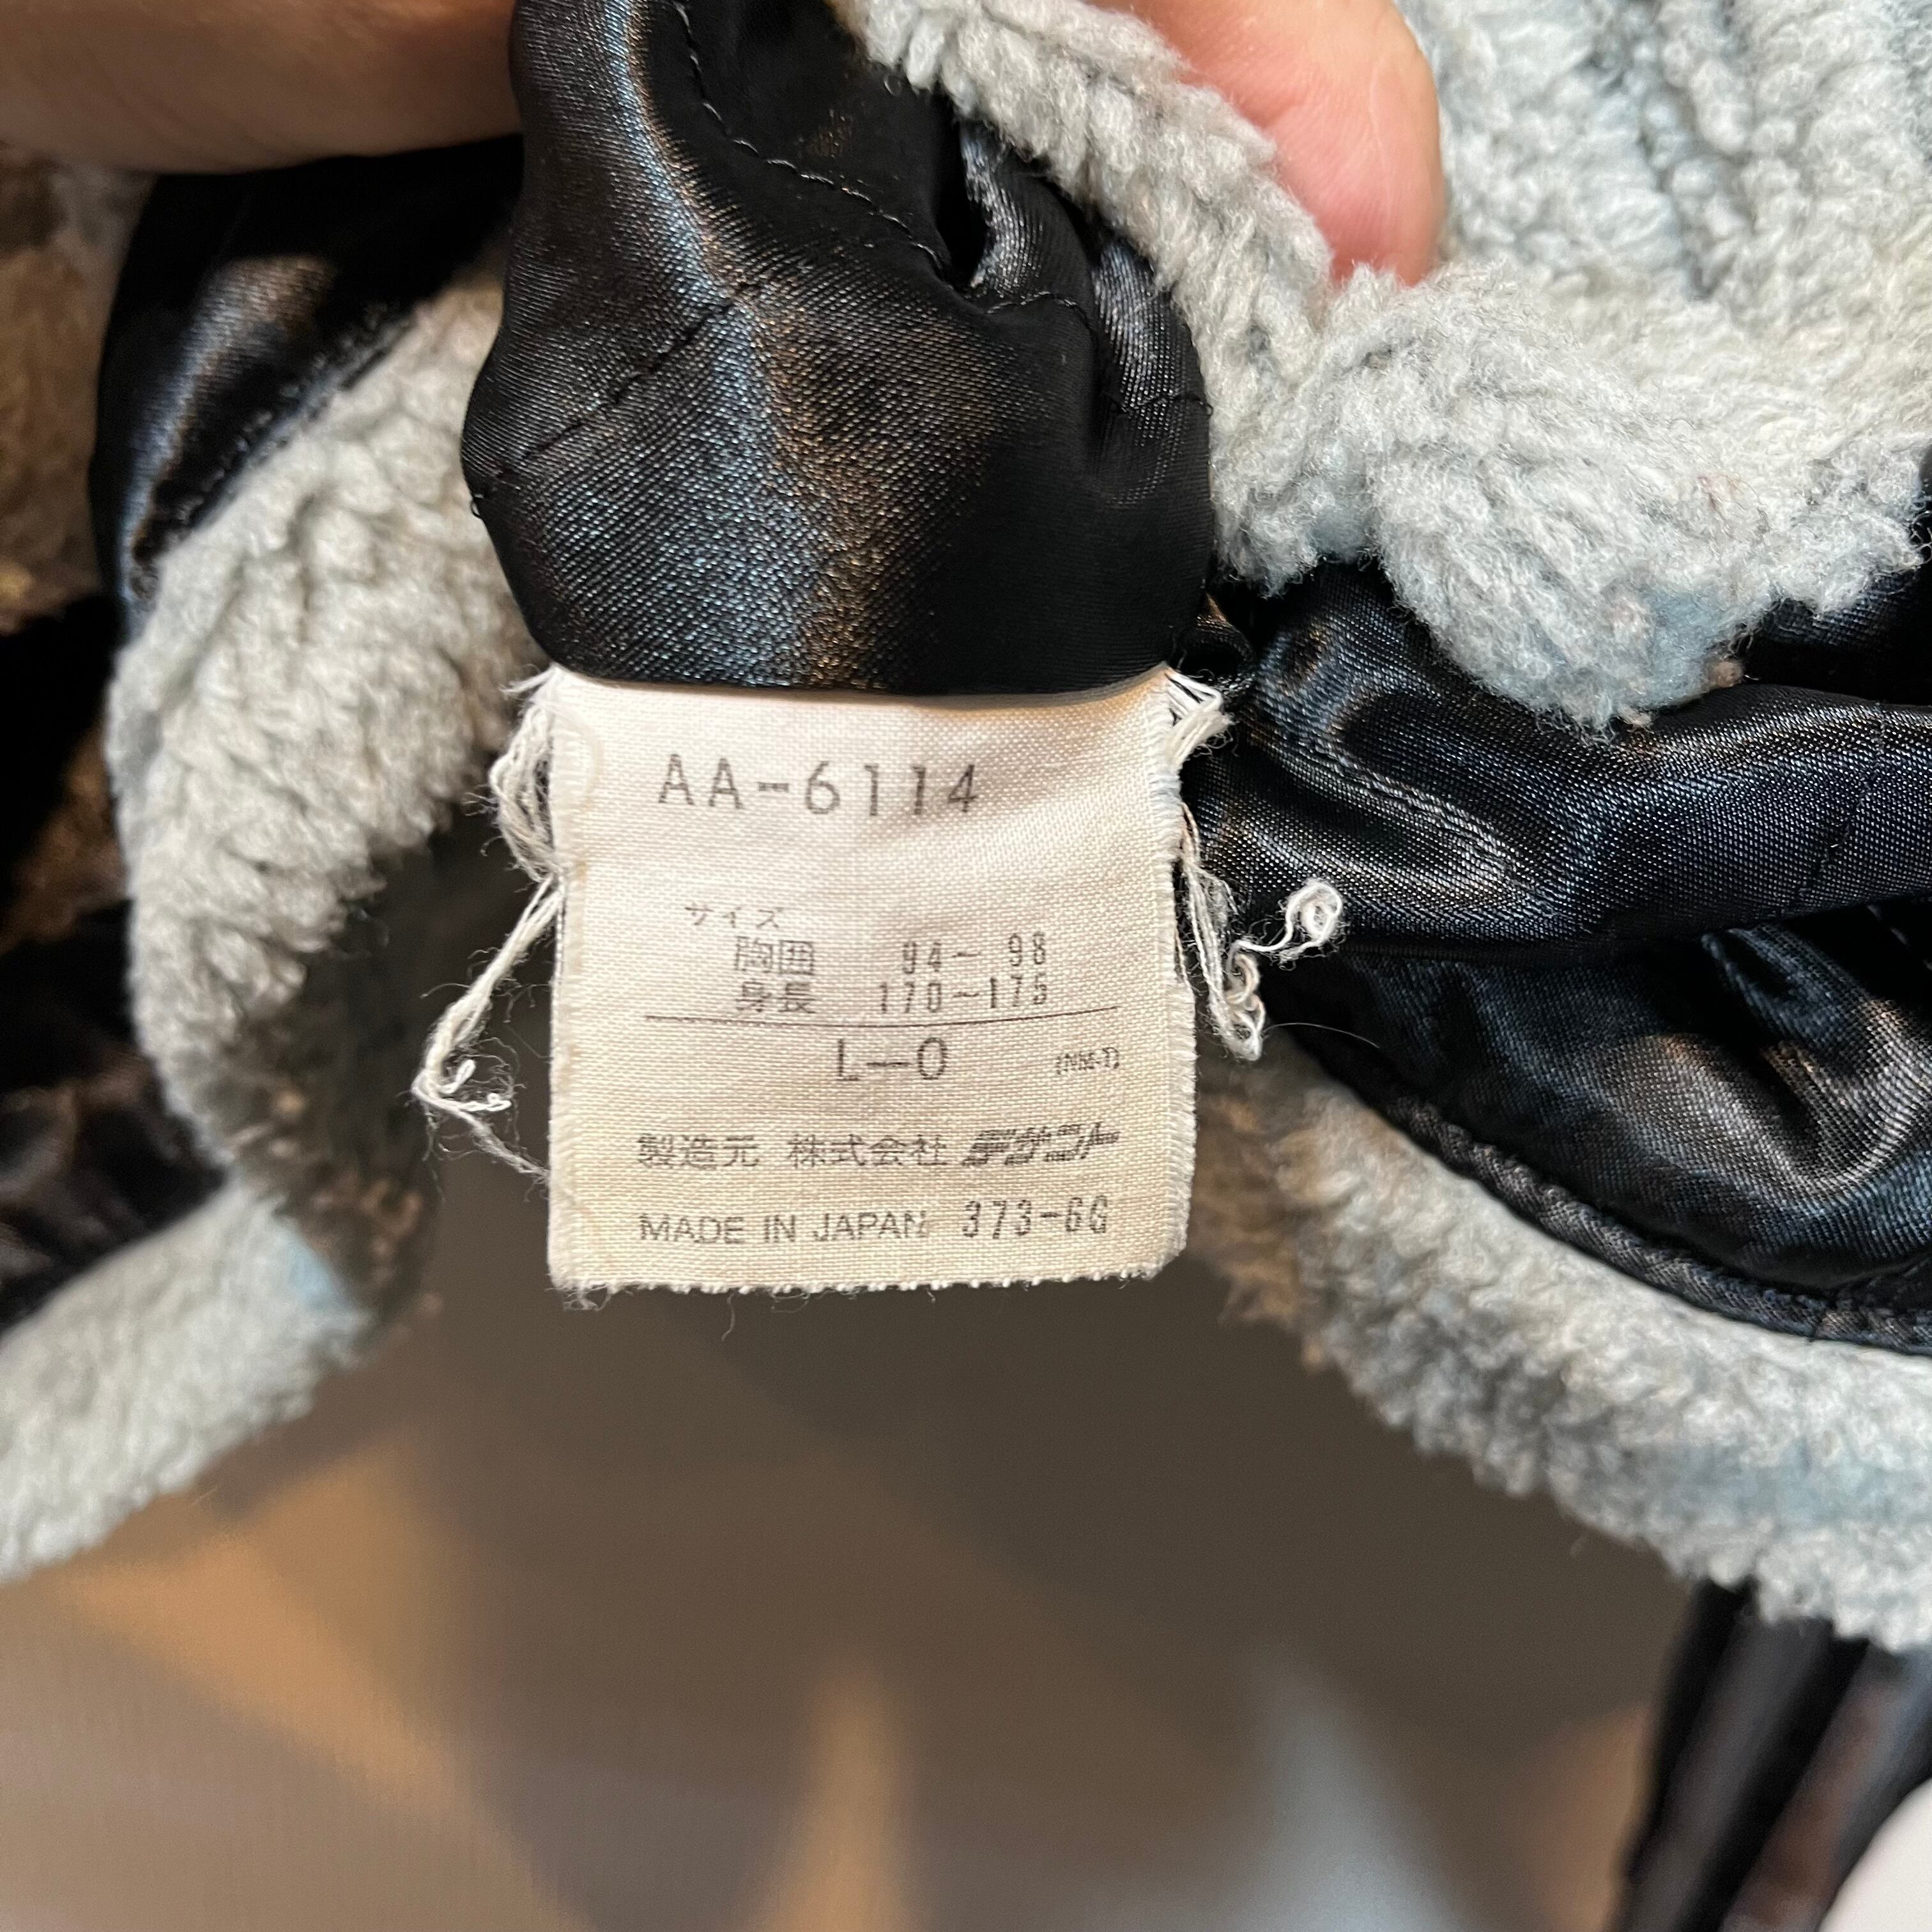 AA-6114
サイズ
胸囲 94~98
身長 170~175
L-O
製造元 株式会社 デサント
MADE IN JAPAN 373-6G